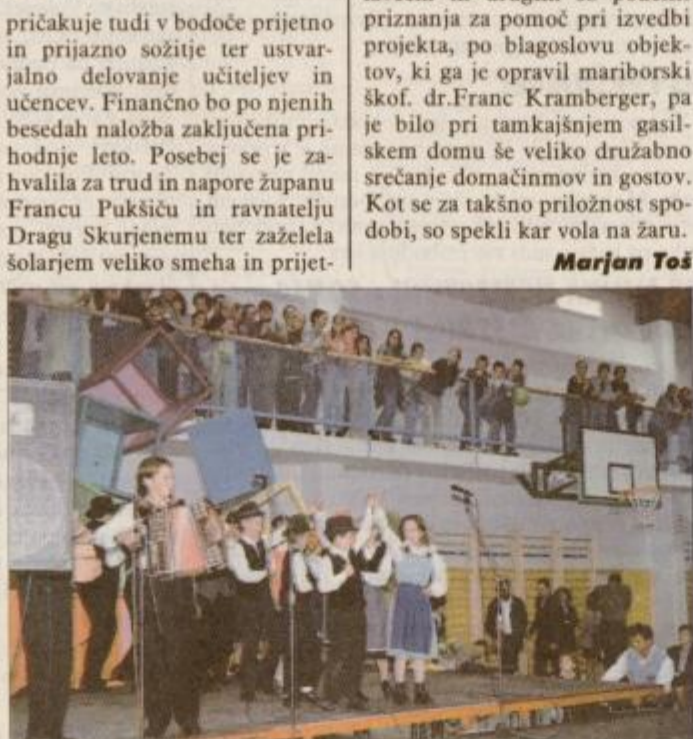 pričakuje tudi v bodoče prijetno
in prijazno sožitje ter ustvar-
jalno delovanje učiteljev in
učencev. Finančno bo po njenih
besedah naložba zaključena pri-
hodnje leto. Posebej se je za-
hvalila za trud in napore županu
Francu Pukšiču in ravnatelju
Dragu Skurjenemu ter zaželela
šolarjem veliko smeha in prijet-
priznanja za pomoč pri izvedbi
projekta, po blagoslovu objek-
tov, ki ga je opravil mariborski
škof. dr.Franc Kramberger, pa
je bilo pri tamkajšnjem gasil-
skem domu še veliko družabno
srečanje domačinmov in gostov.
Kot se za takšno priložnost spo-
dobi, so spekli kar vola na žaru.
Marjan Toš